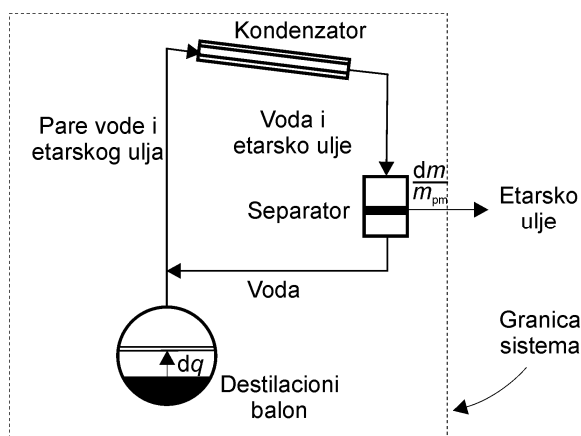 Kondenzator
Pare vode i
etarskog ulja
Voda i
etarsko ulje
dm
m_pm
Separator
Etarsko
ulje
Voda
Granica
sistema
dq
Destilacioni
balon